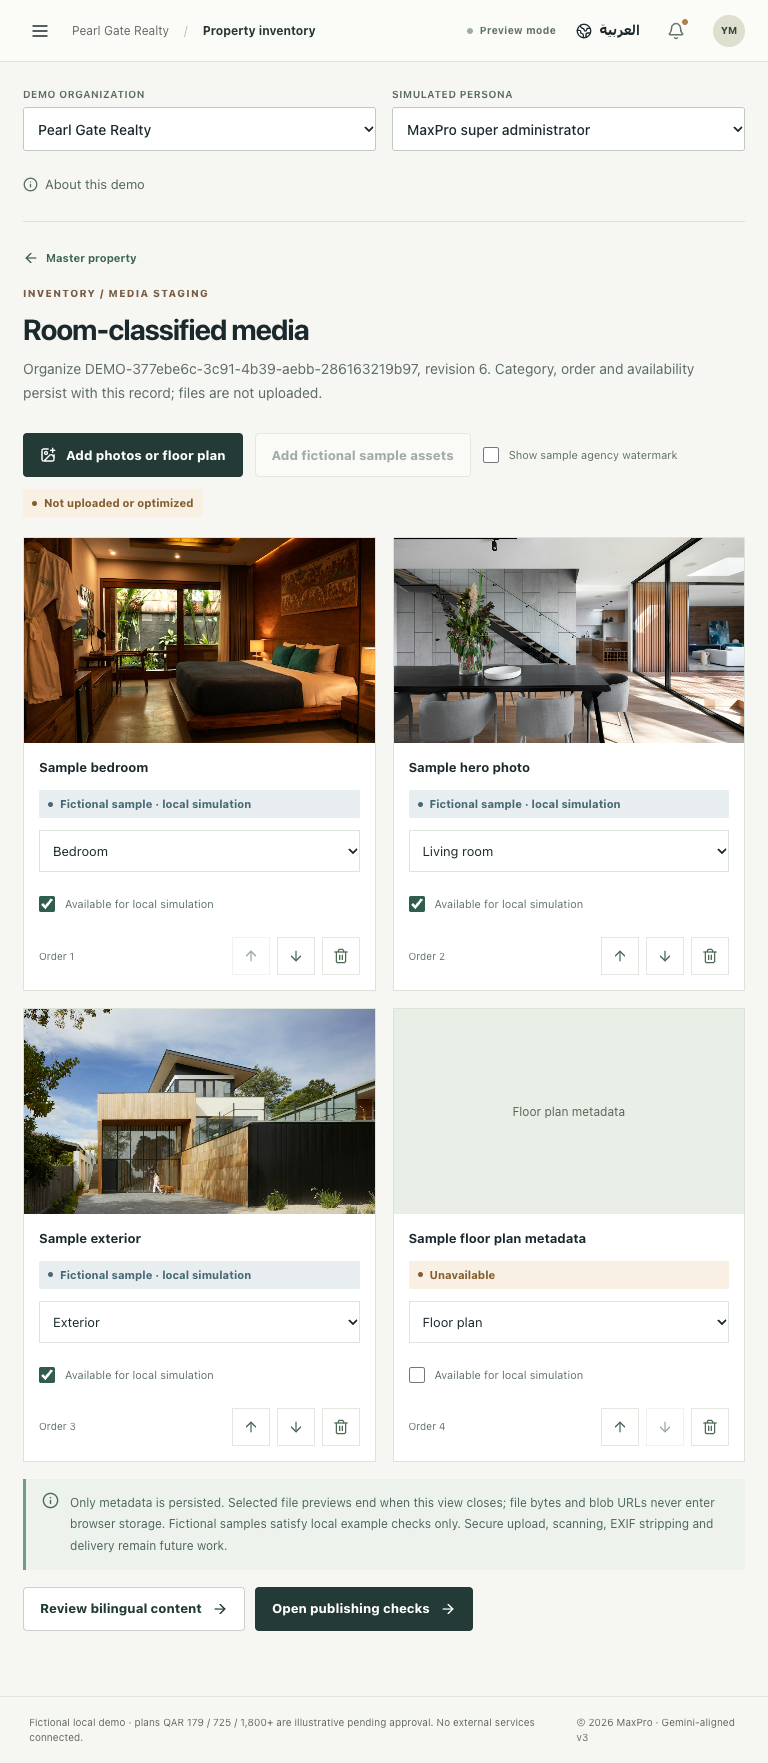 Pearl Gate Realty / Property inventory
Preview mode
العربية
YM
DEMO ORGANIZATION
Pearl Gate Realty
SIMULATED PERSONA
MaxPro super administrator
About this demo
Master property
INVENTORY / MEDIA STAGING
Room-classified media
Organize DEMO-377ebe6c-3c91-4b39-aebb-286163219b97, revision 6. Category, order and availability
persist with this record; files are not uploaded.
Add photos or floor plan
Add fictional sample assets
Show sample agency watermark
Not uploaded or optimized
Sample bedroom
Fictional sample · local simulation
Bedroom
Available for local simulation
Order 1
Sample hero photo
Fictional sample · local simulation
Living room
Available for local simulation
Order 2
Sample exterior
Fictional sample · local simulation
Exterior
Available for local simulation
Order 3
Floor plan metadata
Sample floor plan metadata
Unavailable
Floor plan
Available for local simulation
Order 4
Only metadata is persisted. Selected file previews end when this view closes; file bytes and blob URLs never enter
browser storage. Fictional samples satisfy local example checks only. Secure upload, scanning, EXIF stripping and
delivery remain future work.
Review bilingual content
Open publishing checks
Fictional local demo · plans QAR 179 / 725 / 1,800+ are illustrative pending approval. No external services
connected.
© 2026 MaxPro · Gemini-aligned
v3